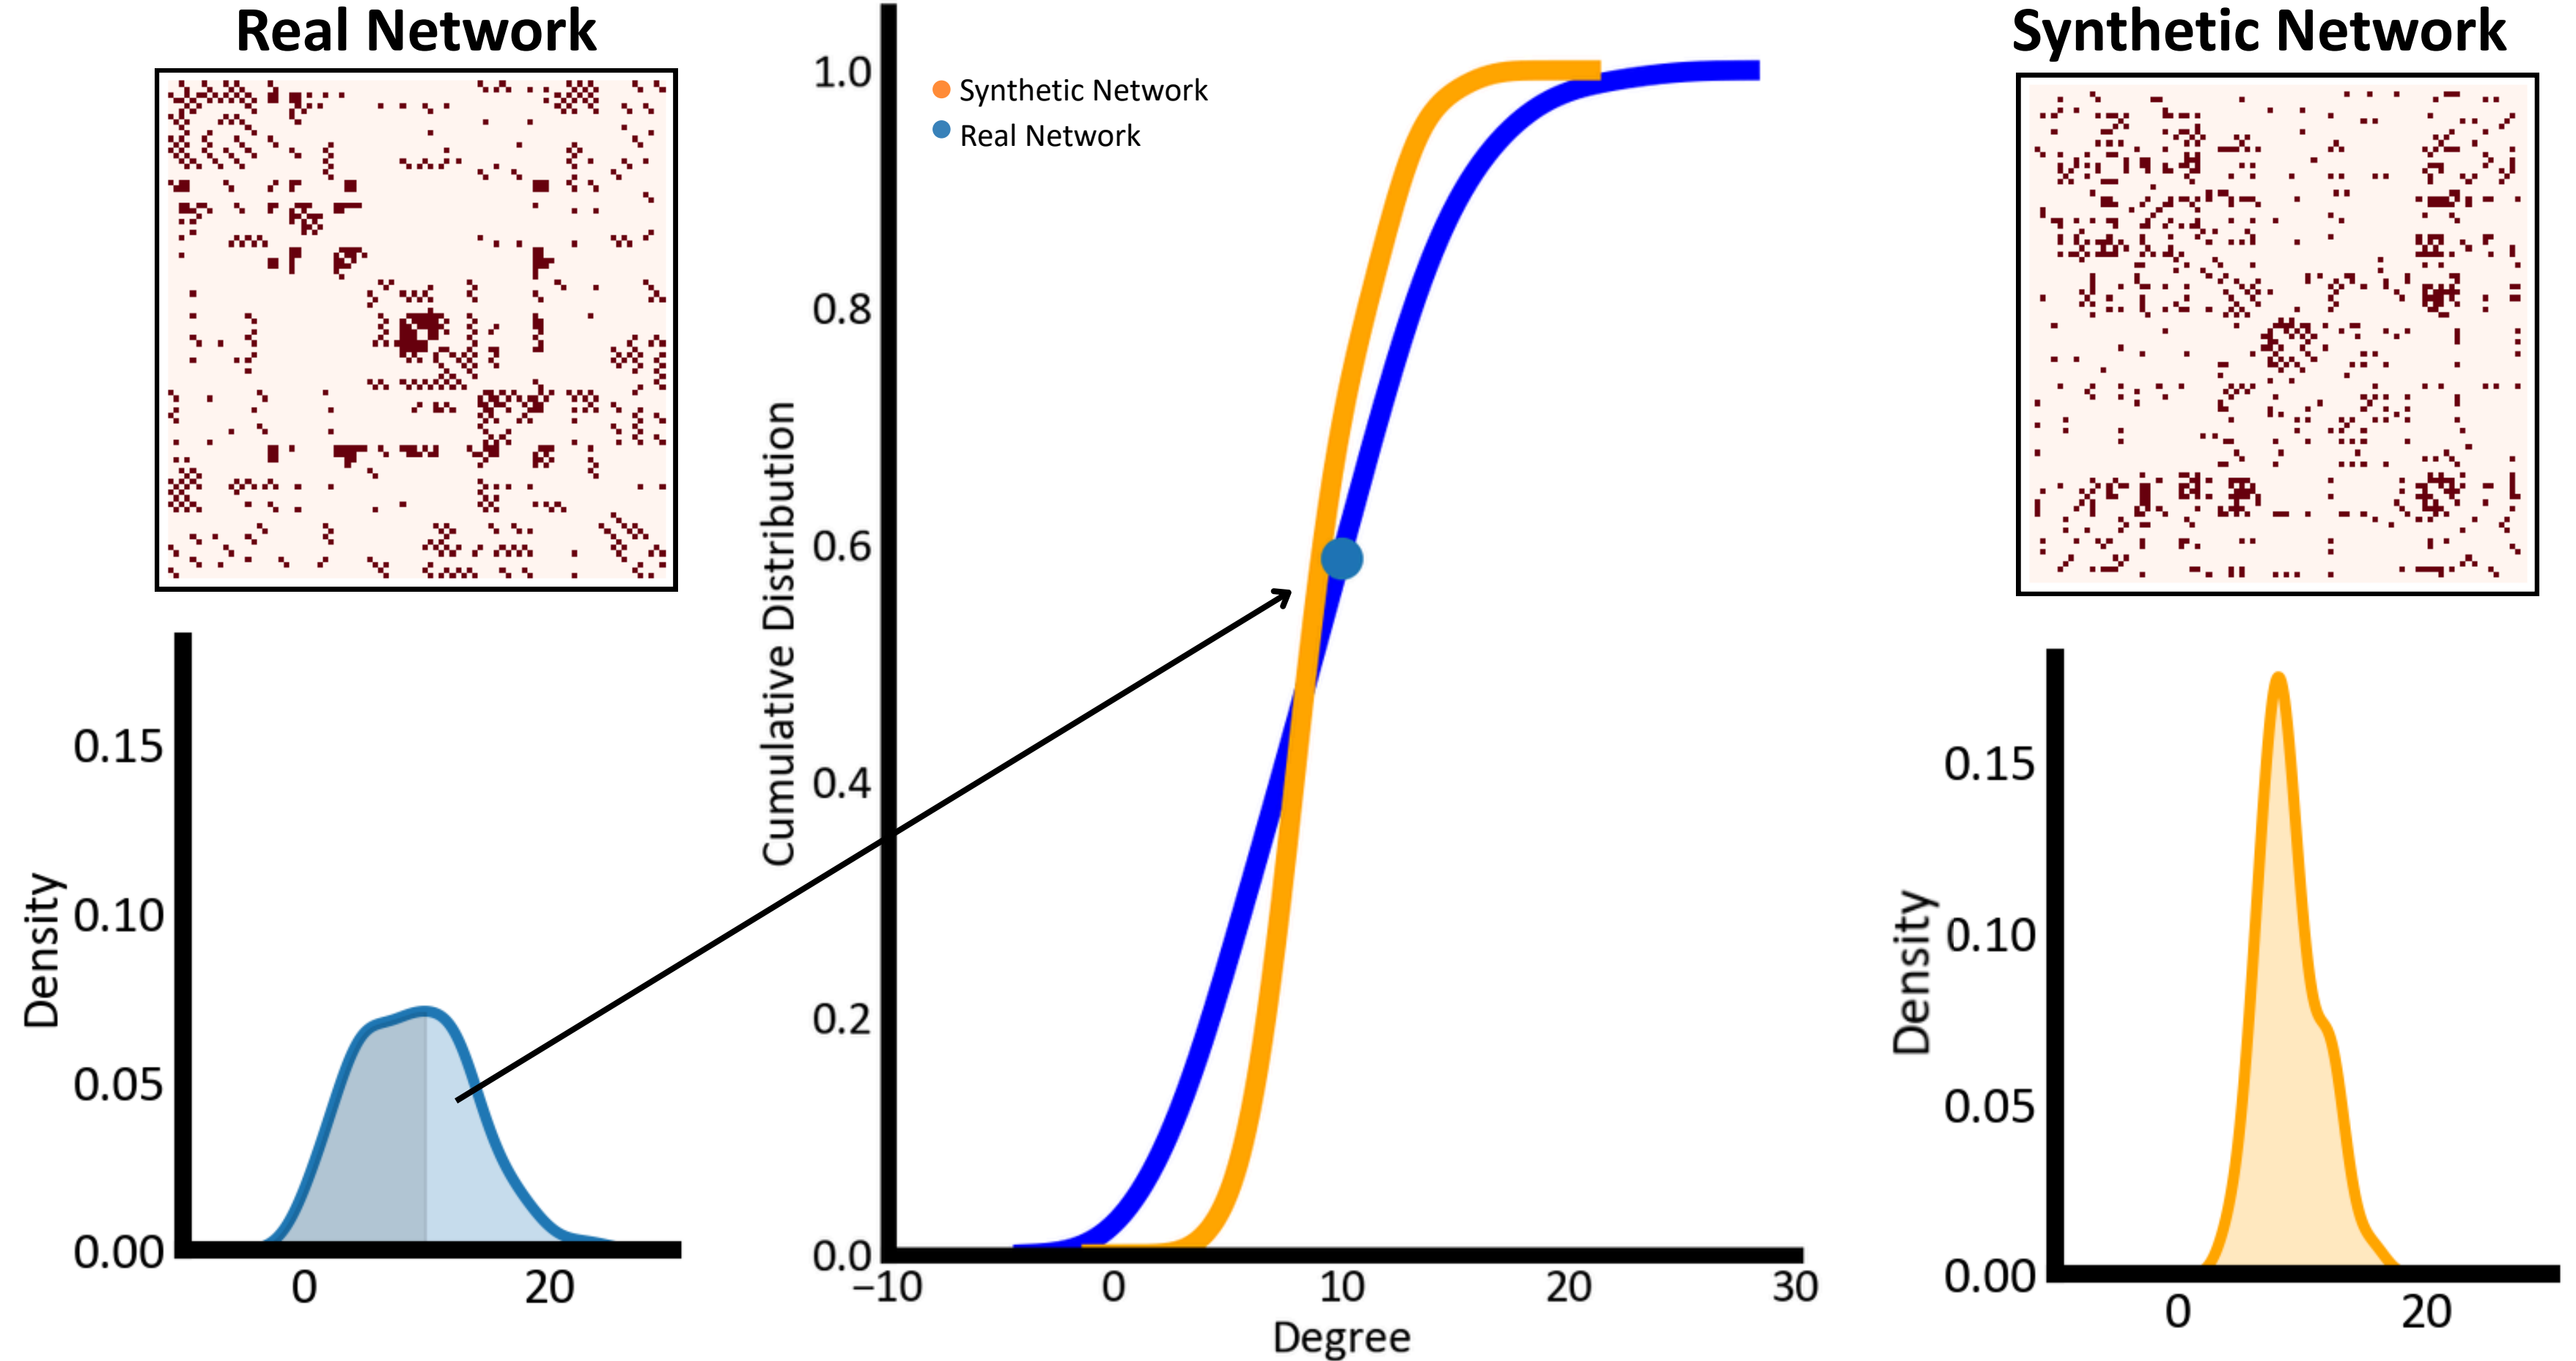 Real Network
Synthetic Network
1.0
0.8
0.6
0.4
0.2
0.0
Cumulative Distribution
Synthetic Network
Real Network
−10
0
10
20
30
Degree
0.15
0.10
0.05
0.00
Density
0
20
0.15
0.10
0.05
0.00
Density
0
20